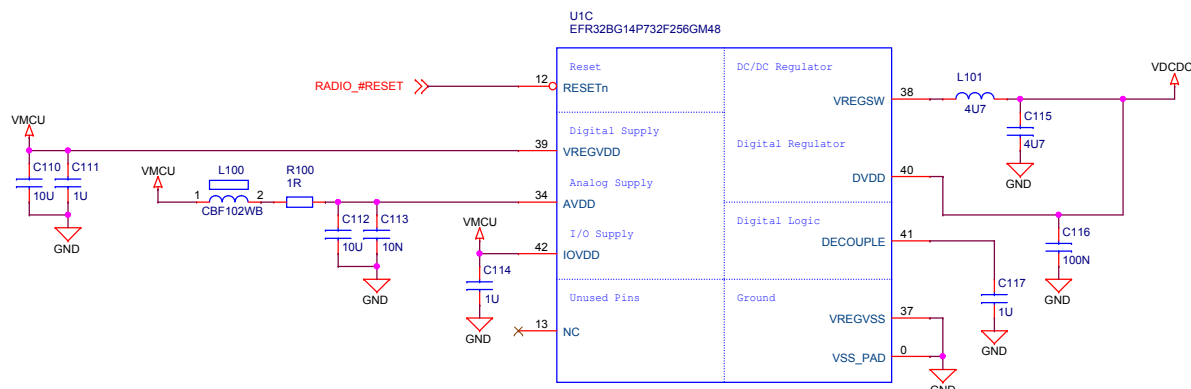 U1C
EFR32BG14P732F256GM48
Reset
DC/DC Regulator
RADIO_#RESET
12
RESETn
L101
VDCDC
38
VREGSW
4U7
C115
4U7
GND
VMCU
Digital Supply
39
VREGVDD
Digital Regulator
C110
10U
C111
1U
GND
VMCU
L100
1
2
CBF102WB
R100
1R
Analog Supply
34
AVDD
40
DVDD
C112
10U
C113
10N
GND
VMCU
I/O Supply
42
IOVDD
C114
1U
GND
Digital Logic
41
DECOUPLE
C116
100N
GND
C117
1U
GND
Unused Pins
13
NC
Ground
37
VREGVSS
0
VSS_PAD
GND